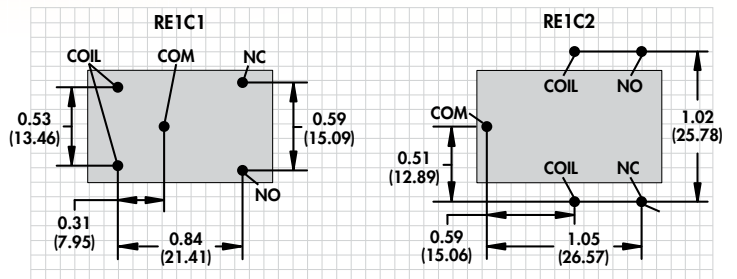 RE1C1
COIL
COM
NC
0.53
(13.46)
0.59
(15.09)
NO
0.31
(7.95)
0.84
(21.41)
RE1C2
COIL
NO
COM
1.02
(25.78)
0.51
(12.89)
COIL
NC
0.59
(15.06)
1.05
(26.57)